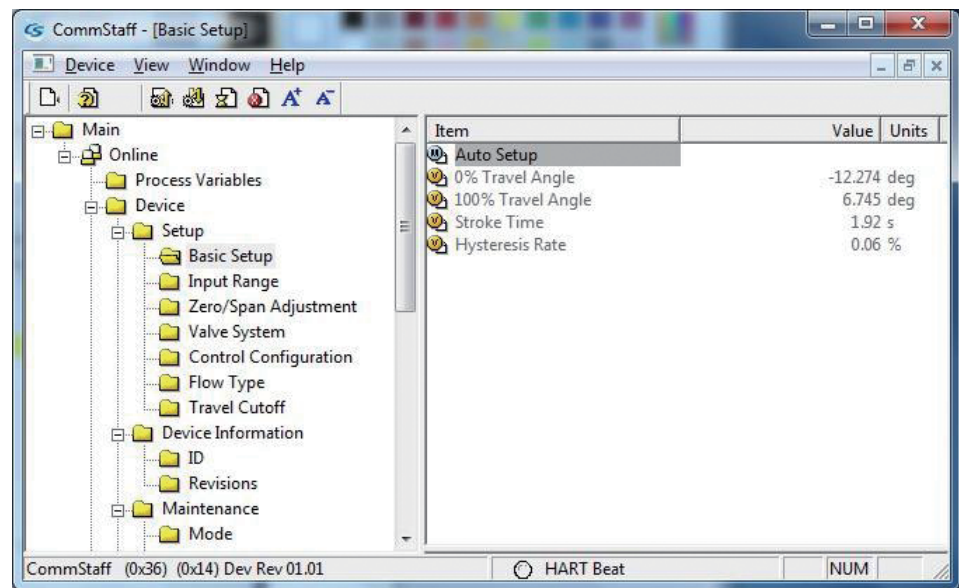 CommStaff - [Basic Setup]
Device View Window Help
A+ A-
Main
Online
Process Variables
Device
Setup
Basic Setup
Input Range
Zero/Span Adjustment
Valve System
Control Configuration
Flow Type
Travel Cutoff
Device Information
ID
Revisions
Maintenance
Mode
Item Value Units
Auto Setup
0% Travel Angle -12.274 deg
100% Travel Angle 6.745 deg
Stroke Time 1.92 s
Hysteresis Rate 0.06 %
CommStaff (0x36) (0x14) Dev Rev 01.01 HART Beat NUM